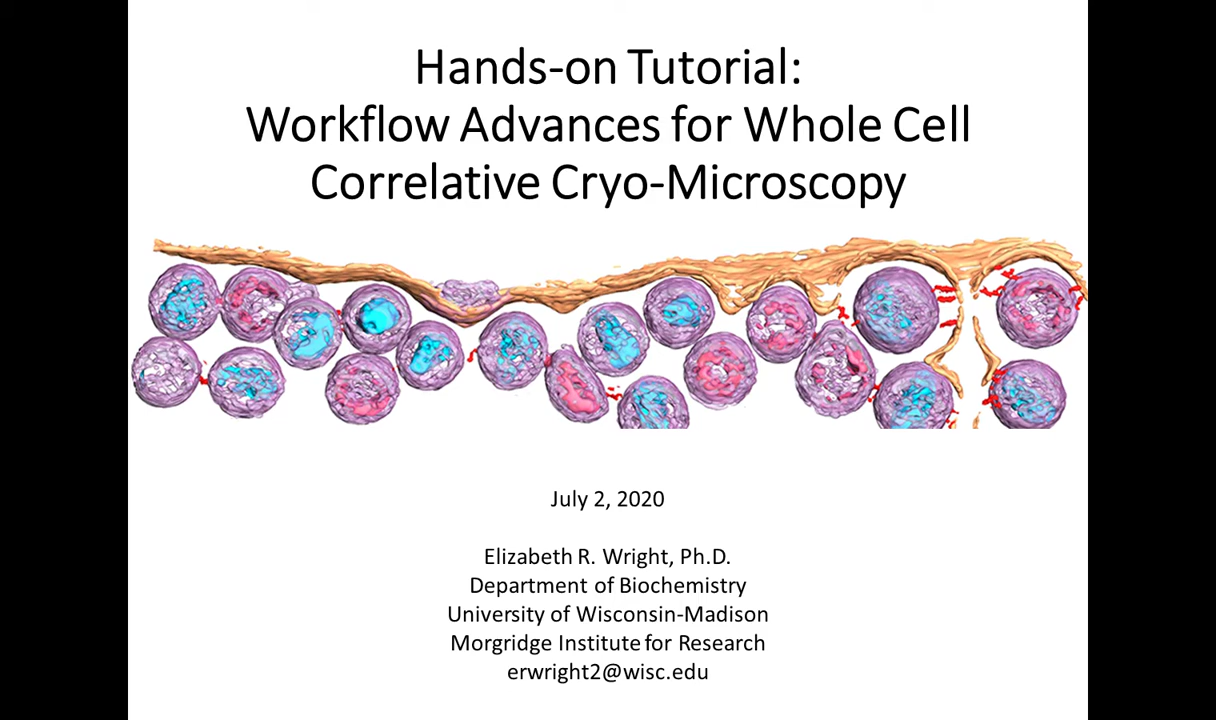 Hands-on Tutorial:
Workflow Advances for Whole Cell
Correlative Cryo-Microscopy
July 2, 2020
Elizabeth R. Wright, Ph.D.
Department of Biochemistry
University of Wisconsin-Madison
Morgridge Institute for Research
erwright2@wisc.edu